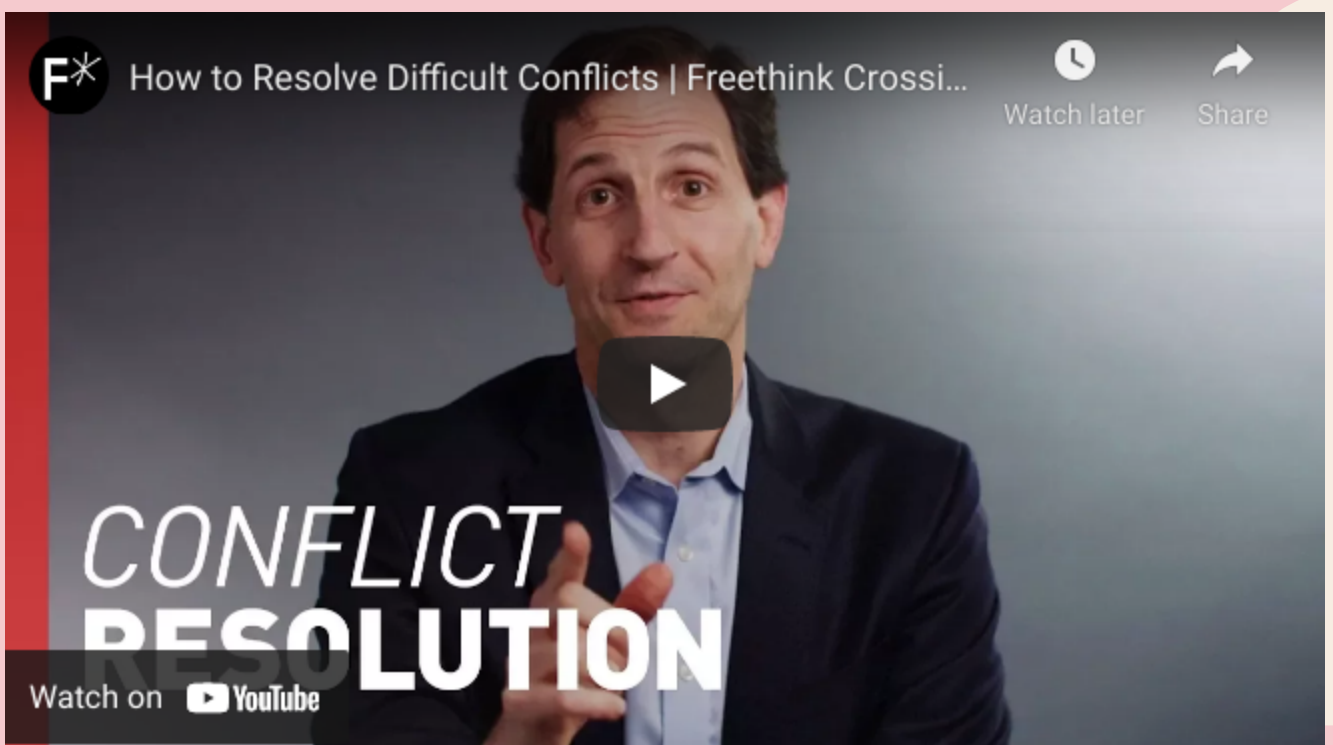 F*
How to Resolve Difficult Conflicts | Freethink Crossi...
Watch later
Share
CONFLICT
RESOLUTION
Watch on YouTube